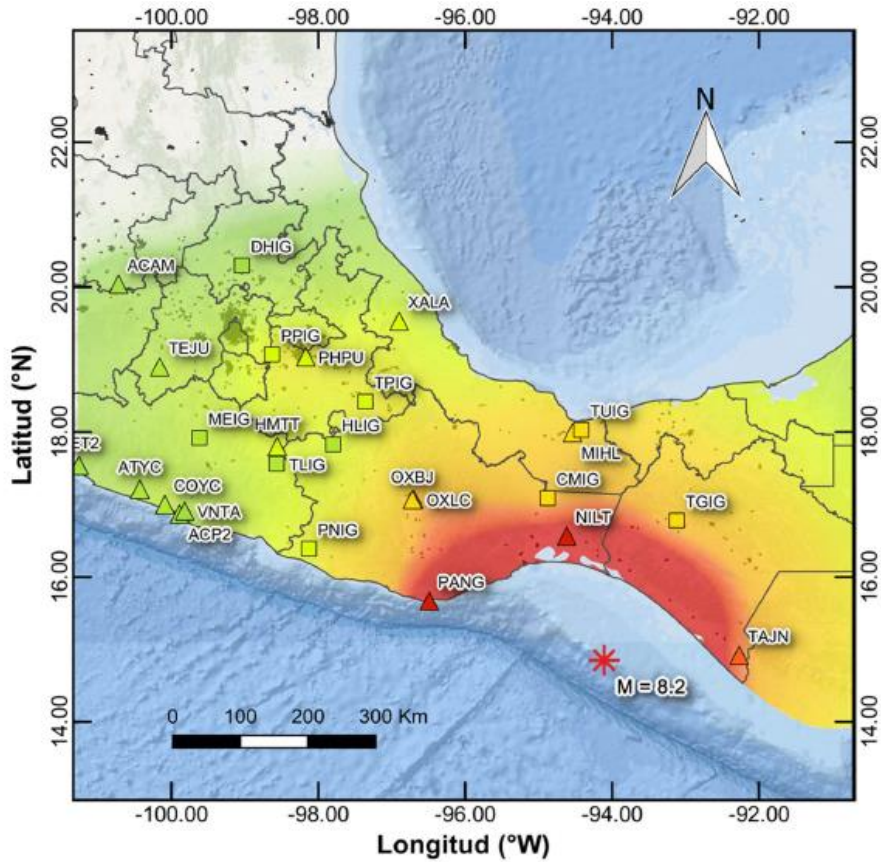 -100.00 -98.00 -96.00 -94.00 -92.00
N
22.00 22.00
DHIG
ACAM
20.00 20.00
XALA
PPIG
TEJU
PHPU
TPIG
TUIG
18.00 18.00
MEIG HMTT HLIG
MIHL
ET2
TLIG
ATYC
OXBJ CMIG
COYC
OXLC
TGIG
VNTA
NILT
ACP2
PNIG
16.00 16.00
PANG
TAJN
M = 8.2
14.00 14.00
0 100 200 300 Km
-100.00 -98.00 -96.00 -94.00 -92.00
Longitud (°W)
Latitud (°N)